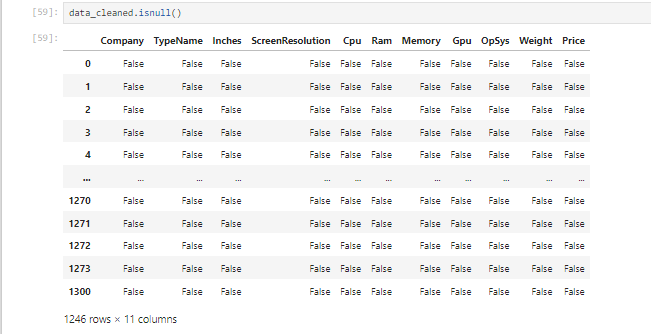 [59]: data_cleaned.isnull()
[59]:
Company TypeName Inches ScreenResolution Cpu Ram Memory Gpu OpSys Weight Price
0 False False False False False False False False False False False
1 False False False False False False False False False False False
2 False False False False False False False False False False False
3 False False False False False False False False False False False
4 False False False False False False False False False False False
... ... ... ... ... ... ... ... ... ... ... ...
1270 False False False False False False False False False False False
1271 False False False False False False False False False False False
1272 False False False False False False False False False False False
1273 False False False False False False False False False False False
1300 False False False False False False False False False False False
1246 rows × 11 columns